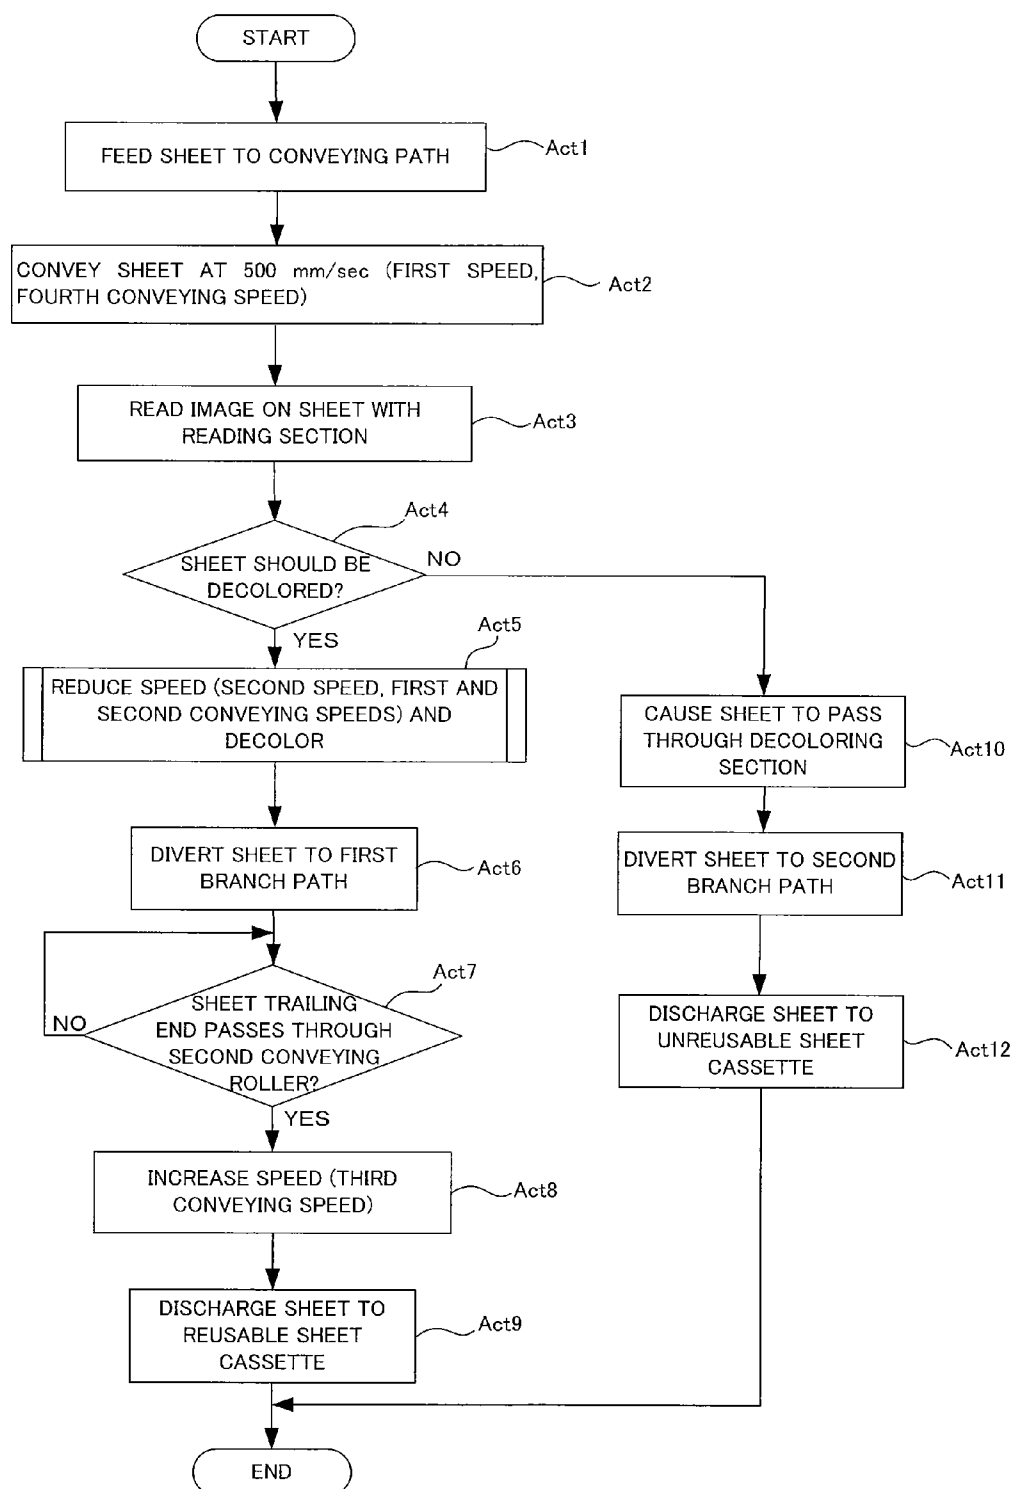 START
FEED SHEET TO CONVEYING PATH
Act1
CONVEY SHEET AT 500 mm/sec (FIRST SPEED,
FOURTH CONVEYING SPEED)
Act2
READ IMAGE ON SHEET WITH
READING SECTION
Act3
Act4
SHEET SHOULD BE
DECOLORED?
NO
YES
Act5
REDUCE SPEED (SECOND SPEED, FIRST AND
SECOND CONVEYING SPEEDS) AND
DECOLOR
DIVERT SHEET TO FIRST
BRANCH PATH
Act6
Act7
SHEET TRAILING
END PASSES THROUGH
SECOND CONVEYING
ROLLER?
NO
YES
INCREASE SPEED (THIRD
CONVEYING SPEED)
Act8
DISCHARGE SHEET TO
REUSABLE SHEET
CASSETTE
Act9
CAUSE SHEET TO PASS
THROUGH DECOLORING
SECTION
Act10
DIVERT SHEET TO SECOND
BRANCH PATH
Act11
DISCHARGE SHEET TO
UNREUSABLE SHEET
CASSETTE
Act12
END